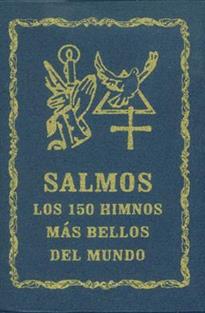 SALMOS
LOS 150 HIMNOS
MÁS BELLOS
DEL MUNDO